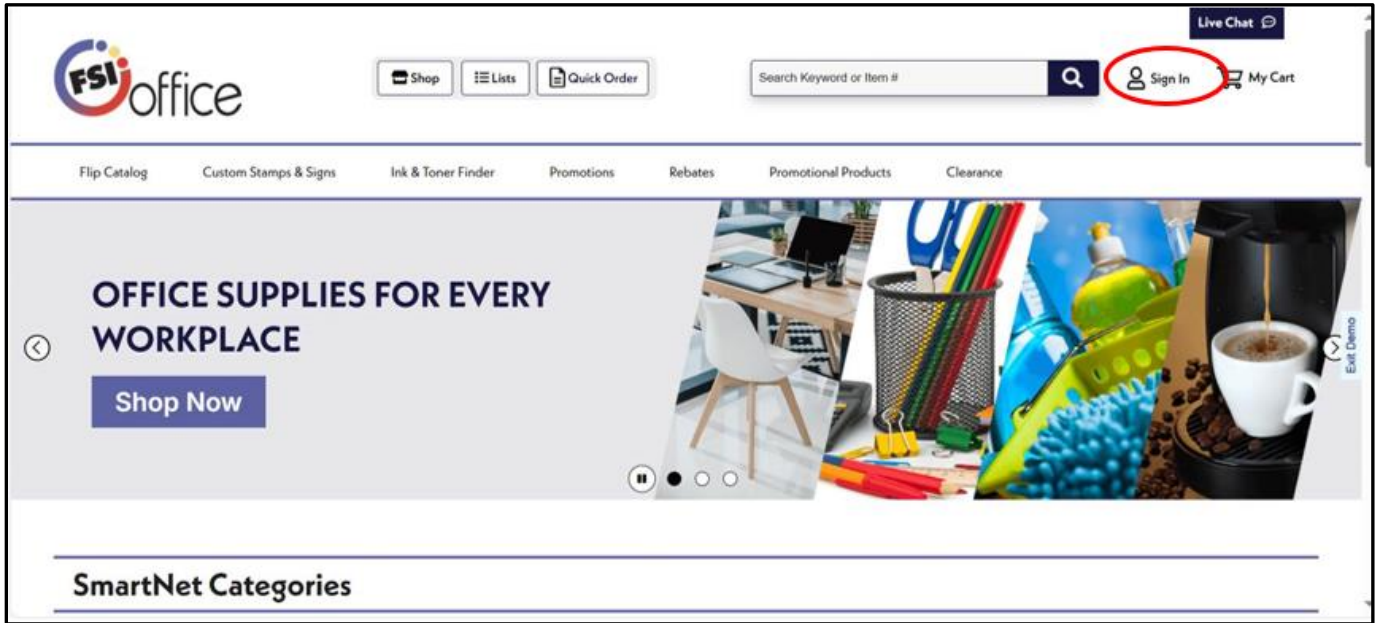 Live Chat
FSI office
Shop Lists Quick Order
Search Keyword or Item #
Sign In
My Cart
Flip Catalog Custom Stamps & Signs Ink & Toner Finder Promotions Rebates Promotional Products Clearance
OFFICE SUPPLIES FOR EVERY
WORKPLACE
Shop Now
Exit Demo
SmartNet Categories